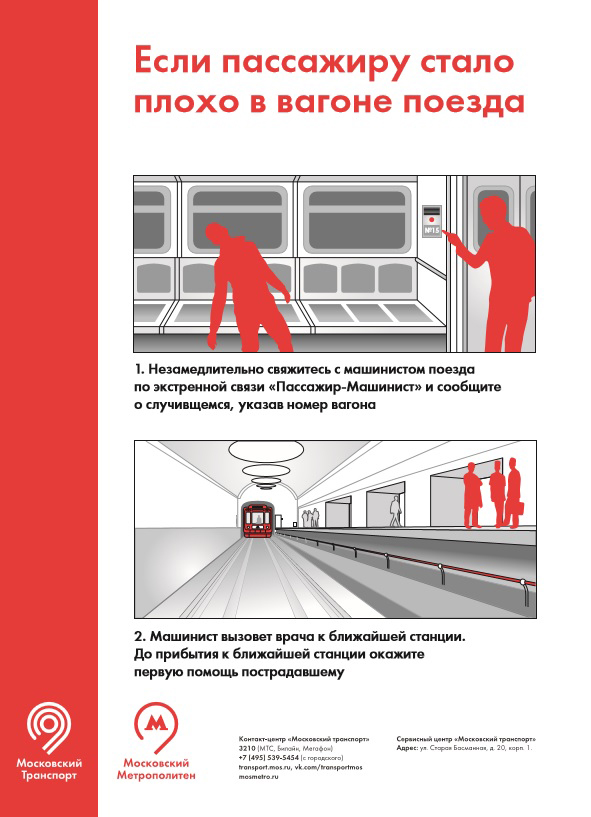 Если пассажиру стало
плохо в вагоне поезда
№15
1. Незамедлительно свяжитесь с машинистом поезда
по экстренной связи «Пассажир-Машинист» и сообщите
о случившемся, указав номер вагона
2. Машинист вызовет врача к ближайшей станции.
До прибытия к ближайшей станции окажите
первую помощь пострадавшему
Московский
Транспорт
М
Московский
Метрополитен
Контакт-центр «Московский транспорт»
3210 (МТС, Билайн, Мегафон)
+7 (495) 539-5454 (с городского)
transport.mos.ru, vk.com/transportmos
mosmetro.ru
Сервисный центр «Московский транспорт»
Адрес: ул. Старая Басманная, д. 20, корп. 1.